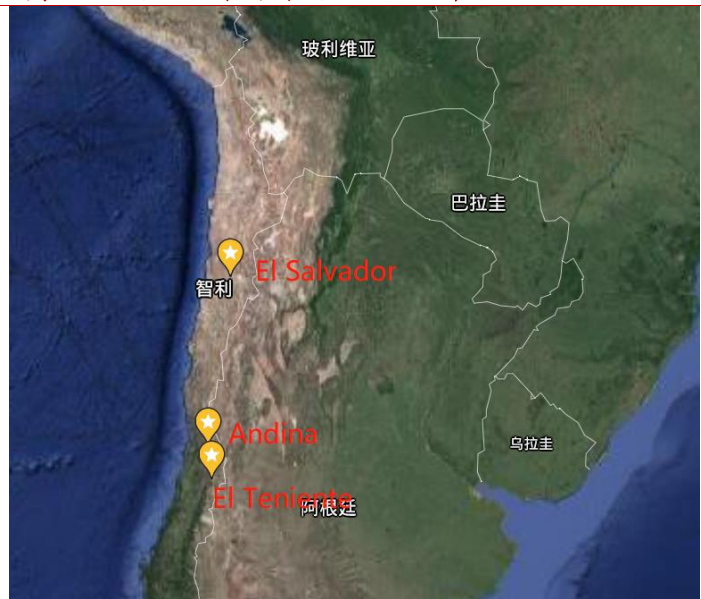 玻利维亚
巴拉圭
El Salvador
智利
Andina
乌拉圭
El Teniente
阿根廷